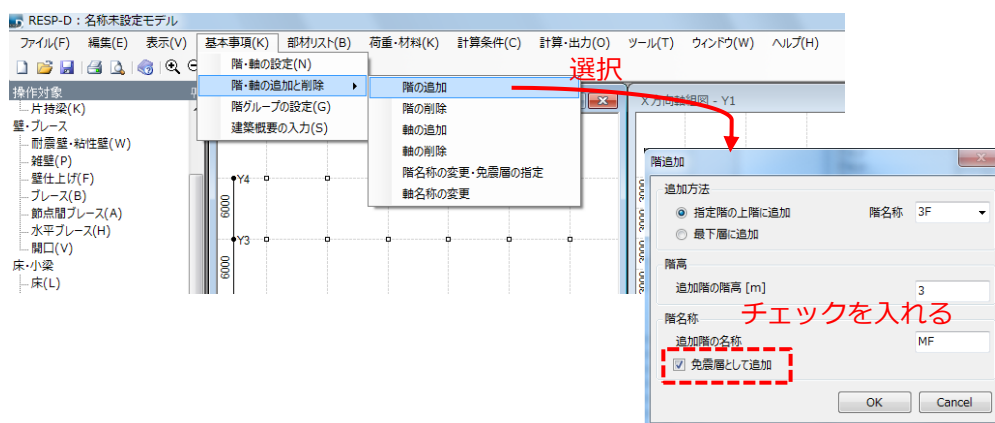 RESP-D：名称未設定モデル
ファイル(F) 編集(E) 表示(V) 基本事項(K) 部材リスト(B) 荷重・材料(K) 計算条件(C) 計算・出力(O) ツール(T) ウィンドウ(W) ヘルプ(H)
階・軸の設定(N)
階・軸の追加と削除
階グループの設定(G)
建築概要の入力(S)
階の追加
階の削除
軸の追加
軸の削除
階名称の変更・免震層の指定
軸名称の変更
選択
操作対象
片持梁(K)
壁・ブレース
耐震壁・粘性壁(W)
雑壁(P)
壁仕上げ(F)
ブレース(B)
節点間ブレース(A)
水平ブレース(H)
開口(V)
床・小梁
床(L)
Y4
6000
Y3
6000
X方向軸組図 - Y1
3000
3000
3000
階追加
追加方法
指定階の上階に追加 階名称 3F
最下層に追加
階高
追加階の階高 [m] 3
チェックを入れる
階名称
追加階の名称 MF
免震層として追加
OK Cancel